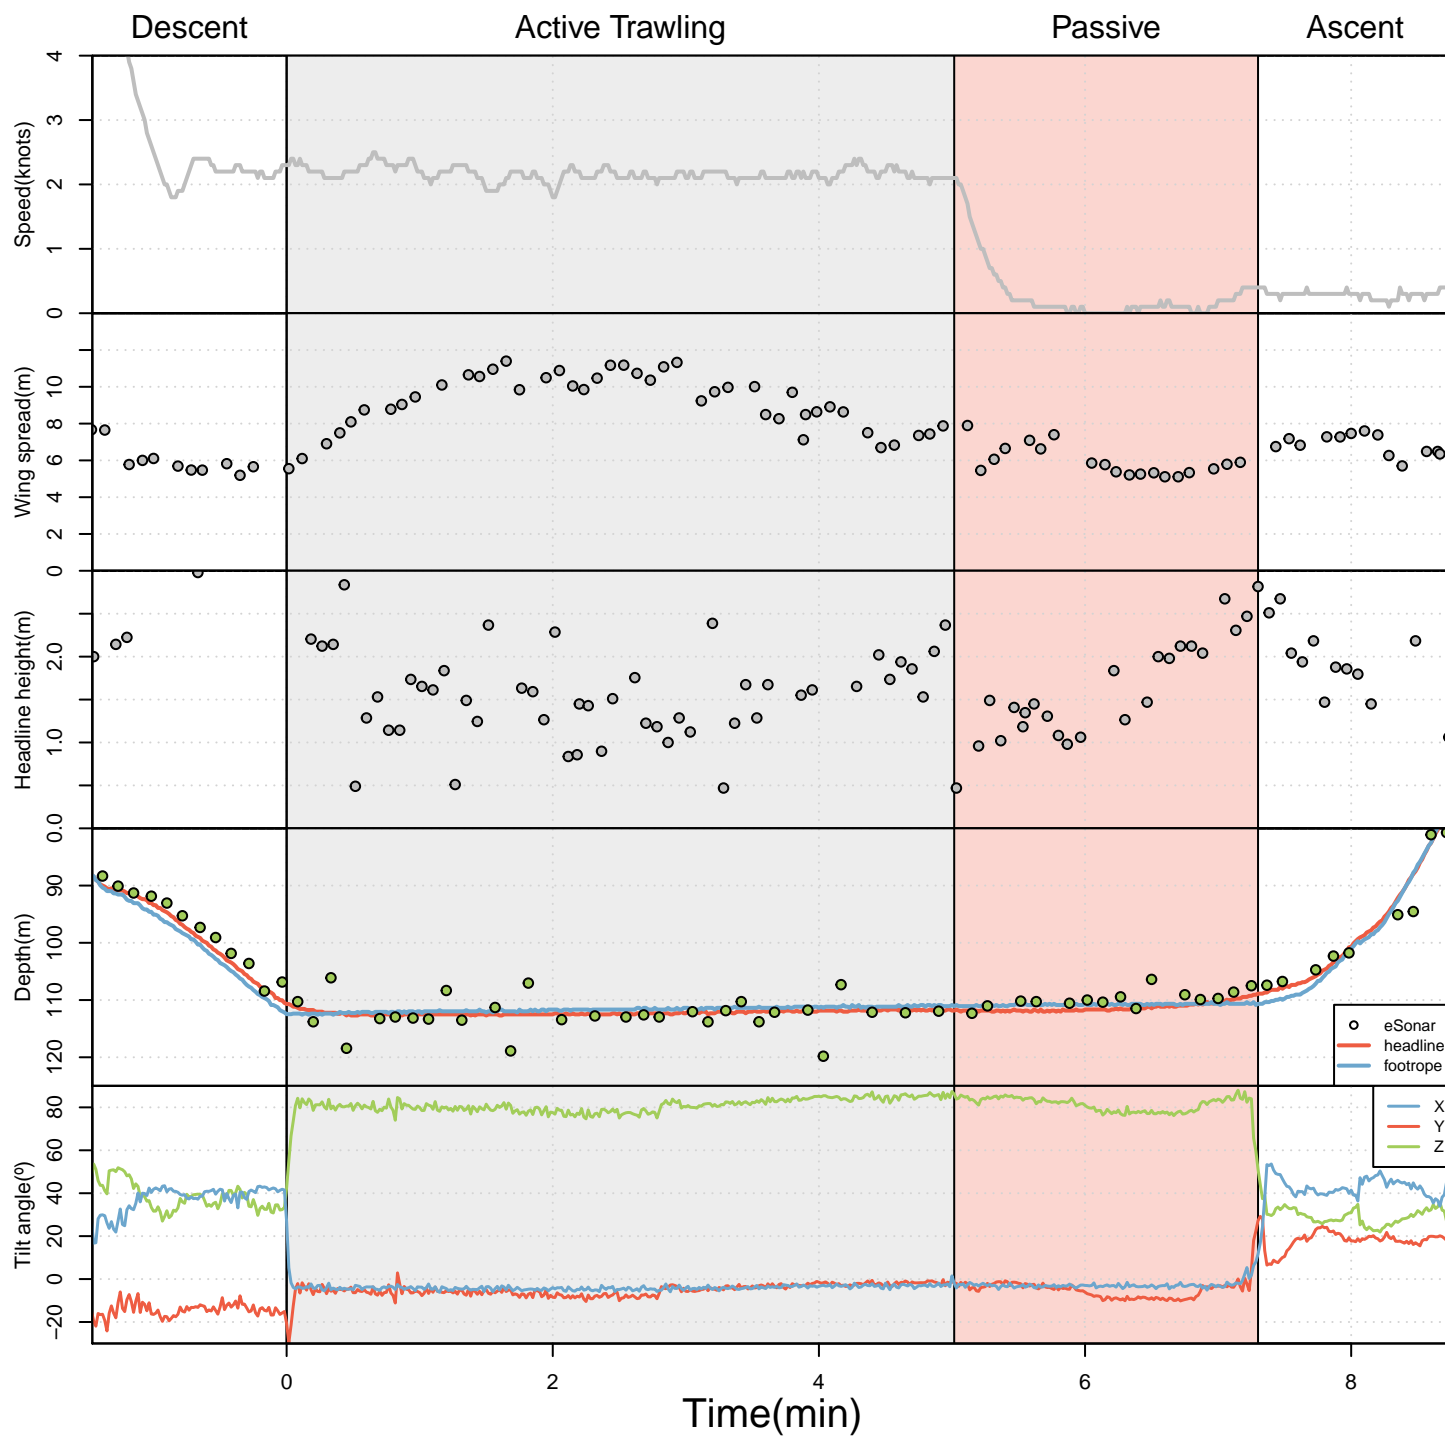 Descent Active Trawling Passive Ascent
Speed(knots)
4
3
2
1
0
Wing spread(m)
10
8
6
4
2
0
Headline height(m)
2.0
1.0
0.0
Depth(m)
90
100
110
120
eSonar
headline
footrope
Tilt angle(º)
80
60
40
20
0
−20
X
Y
Z
0 2 4 6 8
Time(min)